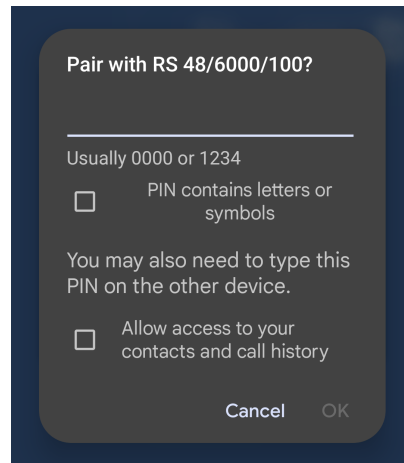 Pair with RS 48/6000/100?
Usually 0000 or 1234
PIN contains letters or
symbols
You may also need to type this
PIN on the other device.
Allow access to your
contacts and call history
Cancel OK